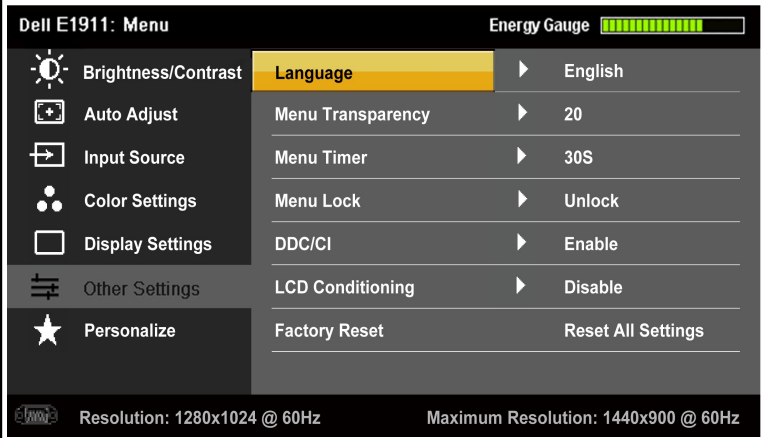 Dell E1911: Menu Energy Gauge
Brightness/Contrast Language English
Auto Adjust Menu Transparency 20
Input Source Menu Timer 30S
Color Settings Menu Lock Unlock
Display Settings DDC/CI Enable
Other Settings LCD Conditioning Disable
Personalize Factory Reset Reset All Settings
Resolution: 1280x1024 @ 60Hz Maximum Resolution: 1440x900 @ 60Hz